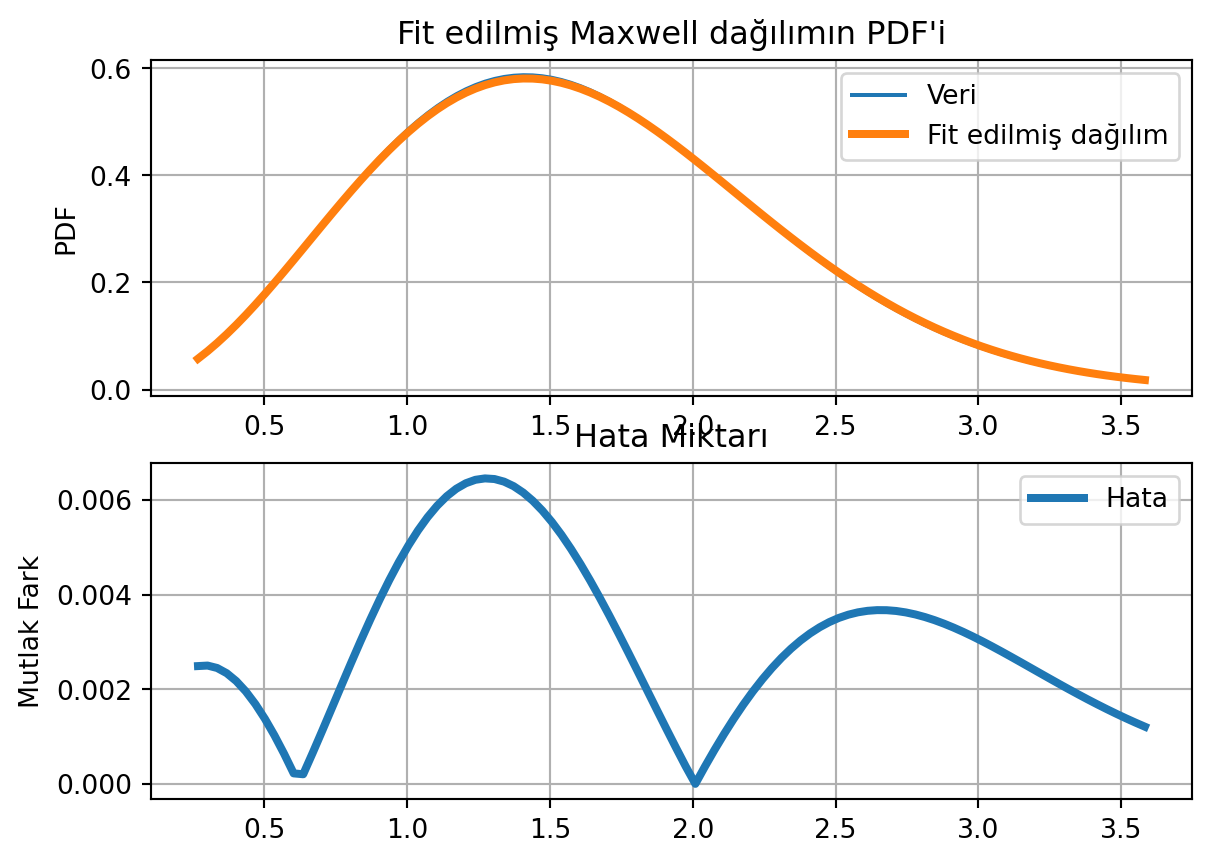 Fit edilmiş Maxwell dağılımın PDF'i
0.6
0.4
0.2
0.0
PDF
Veri
Fit edilmiş dağılım
0.5 1.0 1.5 2.0 2.5 3.0 3.5
Hata Miktarı
0.006
0.004
0.002
0.000
Mutlak Fark
Hata
0.5 1.0 1.5 2.0 2.5 3.0 3.5